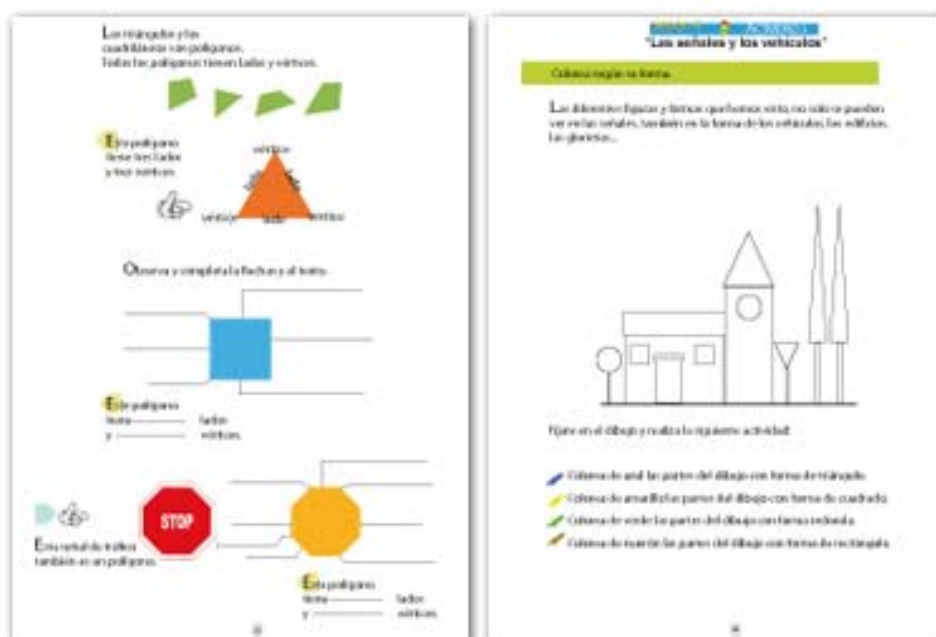 Los triángulos y los
cuadriláteros son polígonos.
Todos los polígonos tienen lados y vértices.
Este polígono
tiene tres lados
y tres vértices.
vértice
lado
lado
vértice
lado
vértice
Observa y completa la flechas y el texto.
Este polígono
tiene lados
y vértices.
STOP
Esta señal de tráfico
también es un polígono.
Este polígono
tiene lados
y vértices.
ACTIVIDAD
"Las señales y los vehículos"
Colorea según su forma.
Las diferentes figuras y formas que hemos visto, no solo se pueden
ver en las señales, también en la forma de los vehículos, los edificios,
las glorietas...
Fíjate en el dibujo y realiza la siguiente actividad:
Colorea de azul las partes del dibujo con forma de triángulo.
Colorea de amarillo las partes del dibujo con forma de cuadrado.
Colorea de verde las partes del dibujo con forma redonda.
Colorea de marrón las partes del dibujo con forma de rectángulo.